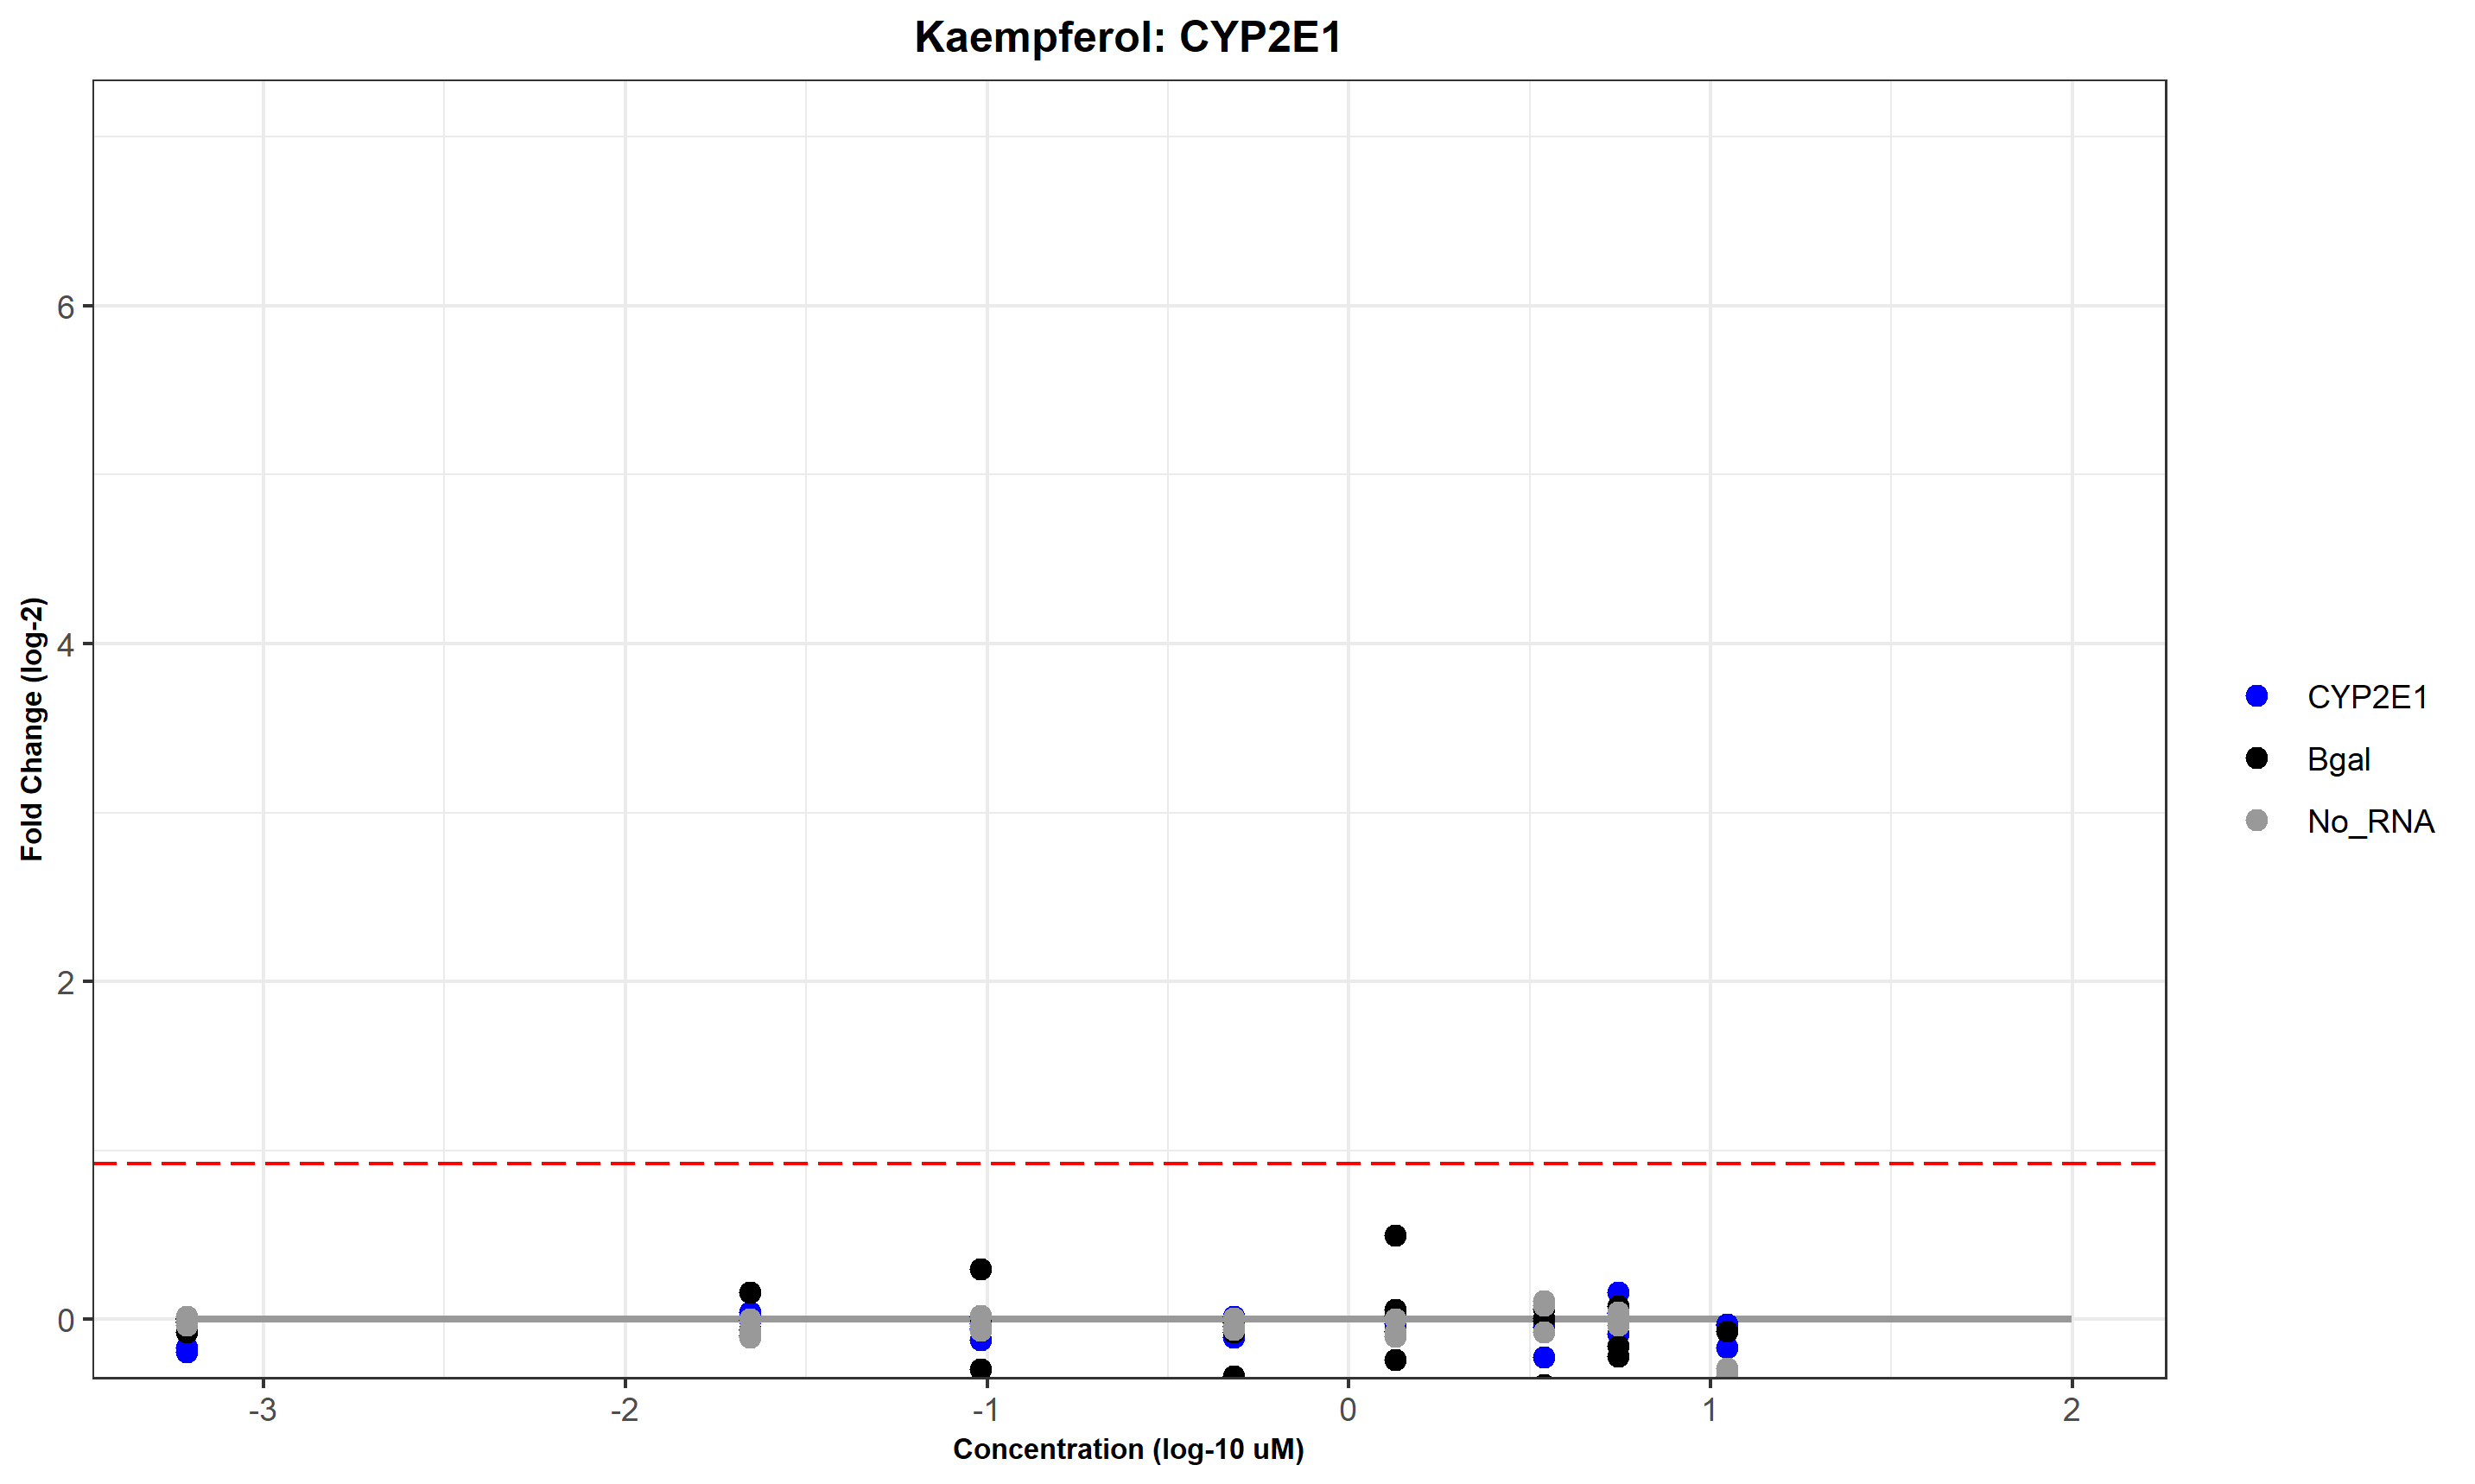 Kaempferol: CYP2E1
Fold Change (log-2)
6
4
2
0
-3
-2
-1
0
1
2
Concentration (log-10 uM)
CYP2E1
Bgal
No_RNA